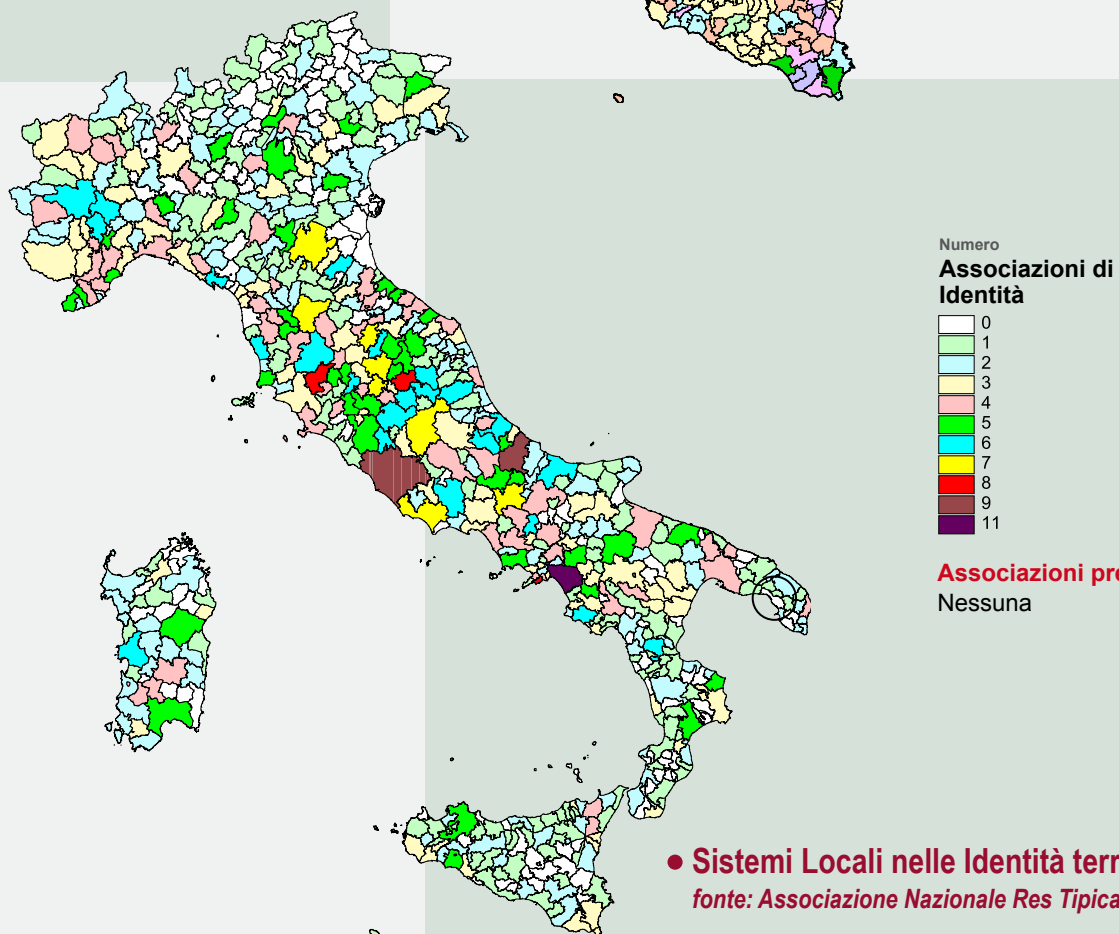 Numero
Associazioni di
Identità
0
1
2
3
4
5
6
7
8
9
11
Associazioni pre
Nessuna
• Sistemi Locali nelle Identità terr
fonte: Associazione Nazionale Res Tipica